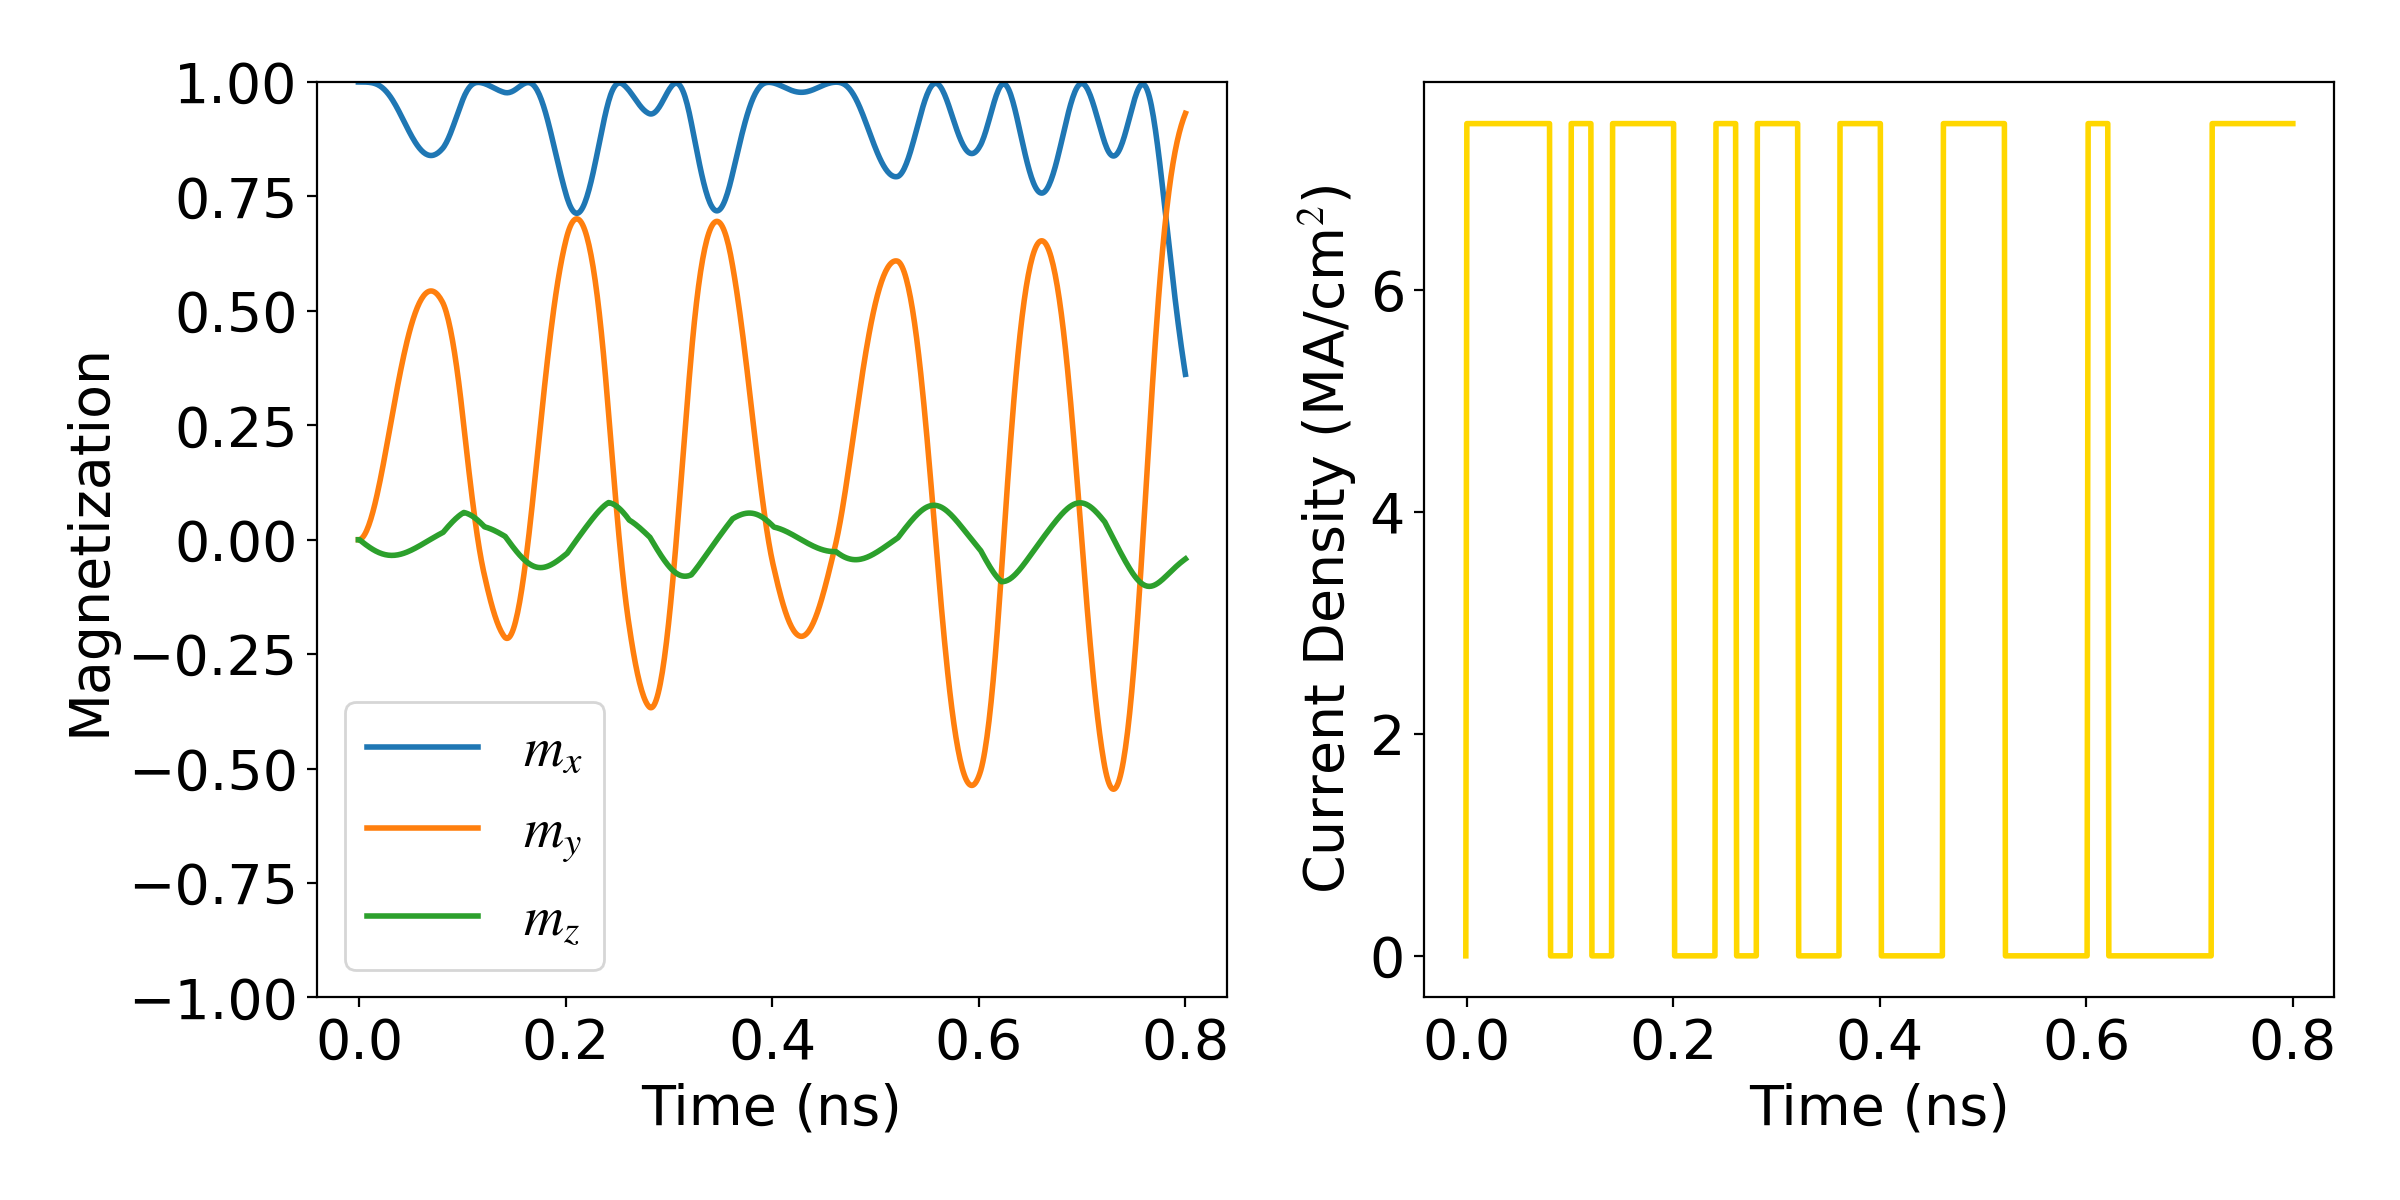 1.00
0.75
0.50
0.25
0.00
−0.25
−0.50
−0.75
−1.00
Magnetization
m_x
m_y
m_z
0.0 0.2 0.4 0.6 0.8
Time (ns)
6
4
2
0
Current Density (MA/cm²)
0.0 0.2 0.4 0.6 0.8
Time (ns)